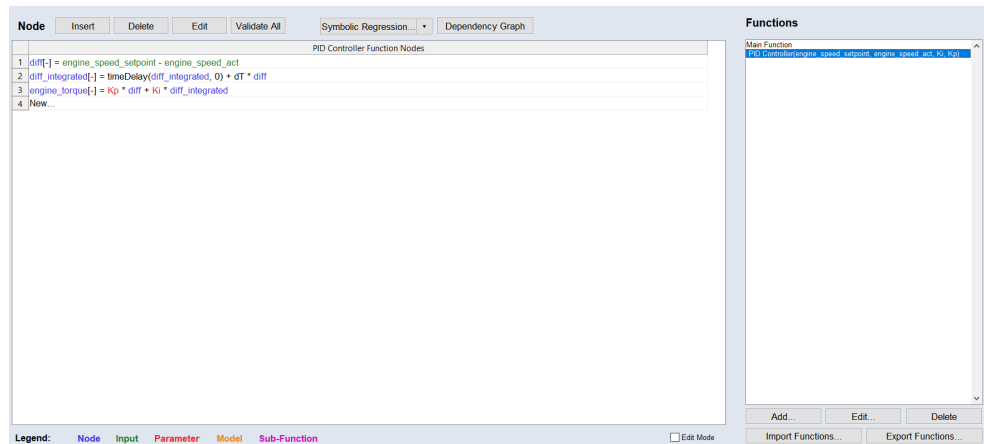 Node Insert Delete Edit Validate All Symbolic Regression... Dependency Graph
PID Controller Function Nodes
1 diff[-] = engine_speed_setpoint - engine_speed_act
2 diff_integrated[-] = timeDelay(diff_integrated, 0) + dT * diff
3 engine_torque[-] = Kp * diff + Ki * diff_integrated
4 New...
Legend: Node Input Parameter Model Sub-Function Edit Mode
Functions
Main Function
PID Controller(engine_speed_setpoint, engine_speed_act, Ki, Kp)
Add... Edit... Delete
Import Functions... Export Functions...